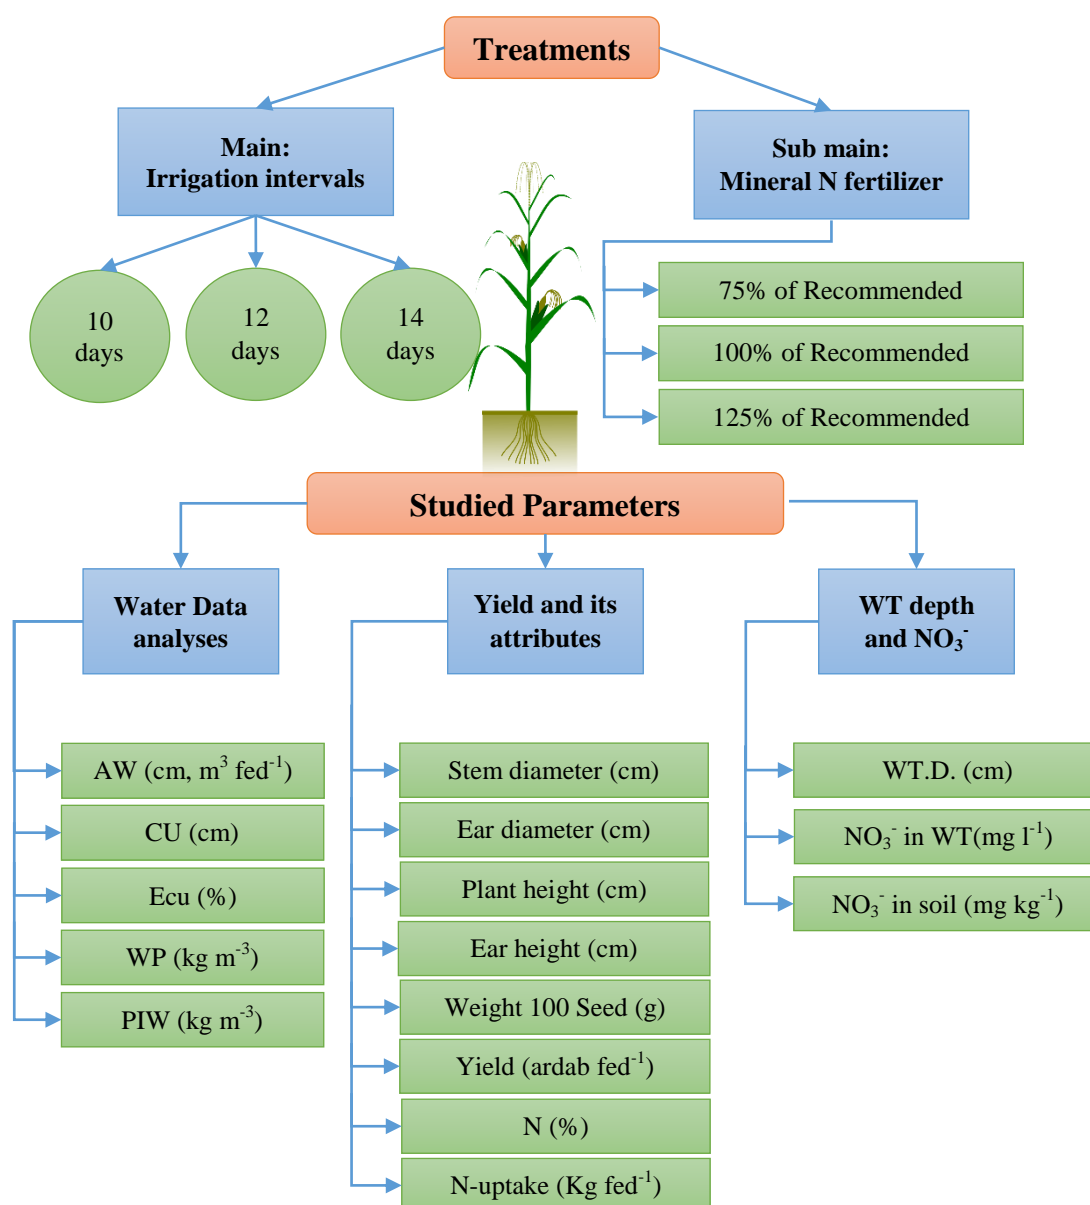 Treatments
Main:
Irrigation intervals
Sub main:
Mineral N fertilizer
10
days
12
days
14
days
75% of Recommended
100% of Recommended
125% of Recommended
Studied Parameters
Water Data
analyses
Yield and its
attributes
WT depth
and NO₃⁻
AW (cm, m³ fed⁻¹)
CU (cm)
Ecu (%)
WP (kg m⁻³)
PIW (kg m⁻³)
Stem diameter (cm)
Ear diameter (cm)
Plant height (cm)
Ear height (cm)
Weight 100 Seed (g)
Yield (ardab fed⁻¹)
N (%)
N-uptake (Kg fed⁻¹)
WT.D. (cm)
NO₃⁻ in WT(mg l⁻¹)
NO₃⁻ in soil (mg kg⁻¹)